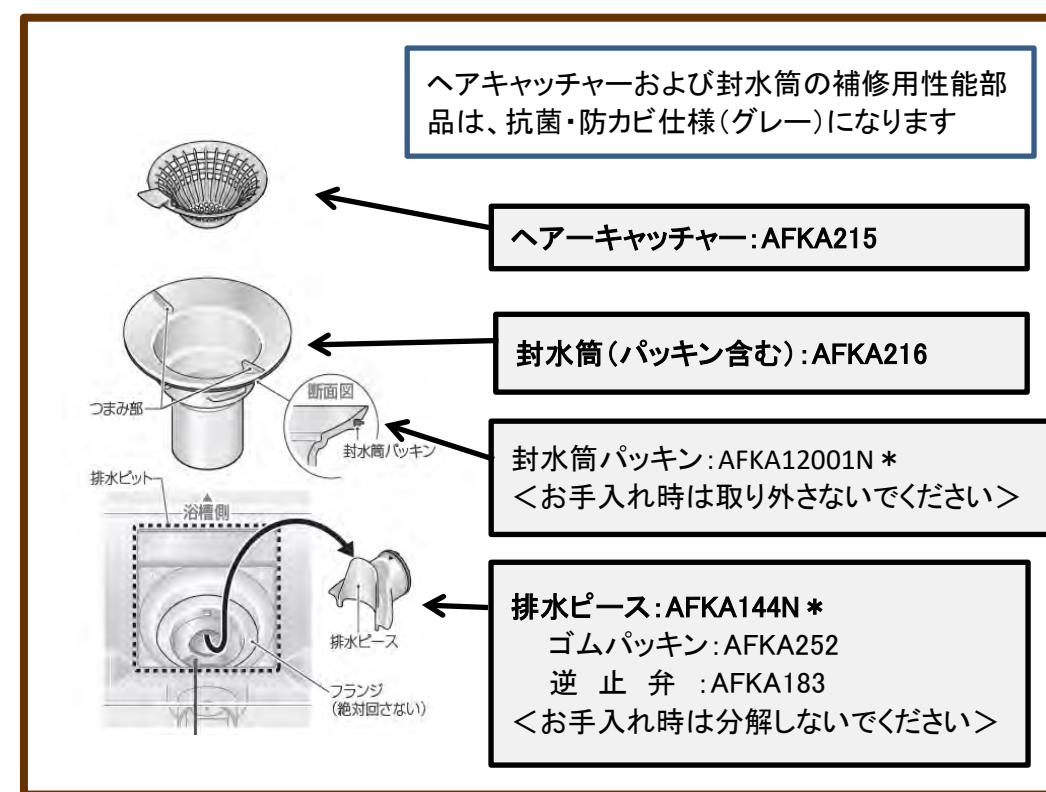 ヘアキャッチャーおよび封水筒の補修用性能部
品は、抗菌・防カビ仕様（グレー）になります
ヘアーキャッチャー：AFKA215
封水筒（パッキン含む）：AFKA216
つまみ部
断面図
封水筒パッキン
封水筒パッキン：AFKA12001N＊
＜お手入れ時は取り外さないでください＞
排水ピット
浴槽側
排水ピース
フランジ
（絶対回さない）
排水ピース：AFKA144N＊
ゴムパッキン：AFKA252
逆　止　弁　：AFKA183
＜お手入れ時は分解しないでください＞